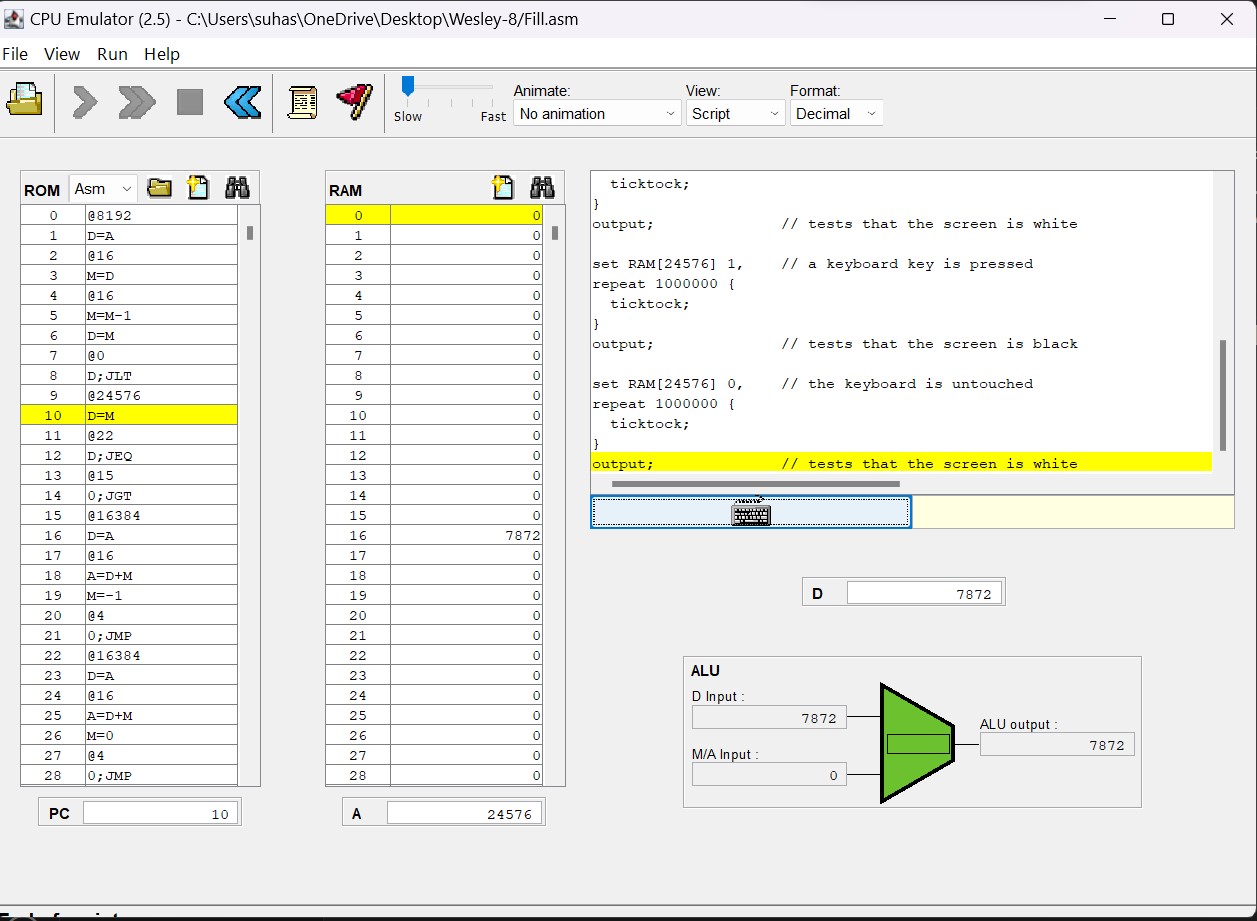 CPU Emulator (2.5) - C:\Users\suhas\OneDrive\Desktop\Wesley-8/Fill.asm
File View Run Help
Slow Fast
Animate:
No animation
View:
Script
Format:
Decimal
ROM Asm
0 @8192
1 D=A
2 @16
3 M=D
4 @16
5 M=M-1
6 D=M
7 @0
8 D;JLT
9 @24576
10 D=M
11 @22
12 D;JEQ
13 @15
14 0;JGT
15 @16384
16 D=A
17 @16
18 A=D+M
19 M=-1
20 @4
21 0;JMP
22 @16384
23 D=A
24 @16
25 A=D+M
26 M=0
27 @4
28 0;JMP
PC 10
RAM
0 0
1 0
2 0
3 0
4 0
5 0
6 0
7 0
8 0
9 0
10 0
11 0
12 0
13 0
14 0
15 0
16 7872
17 0
18 0
19 0
20 0
21 0
22 0
23 0
24 0
25 0
26 0
27 0
28 0
A 24576
ticktock;
}
output; // tests that the screen is white
set RAM[24576] 1, // a keyboard key is pressed
repeat 1000000 {
ticktock;
}
output; // tests that the screen is black
set RAM[24576] 0, // the keyboard is untouched
repeat 1000000 {
ticktock;
}
output; // tests that the screen is white
D 7872
ALU
D Input :
7872
M/A Input :
0
ALU output :
7872